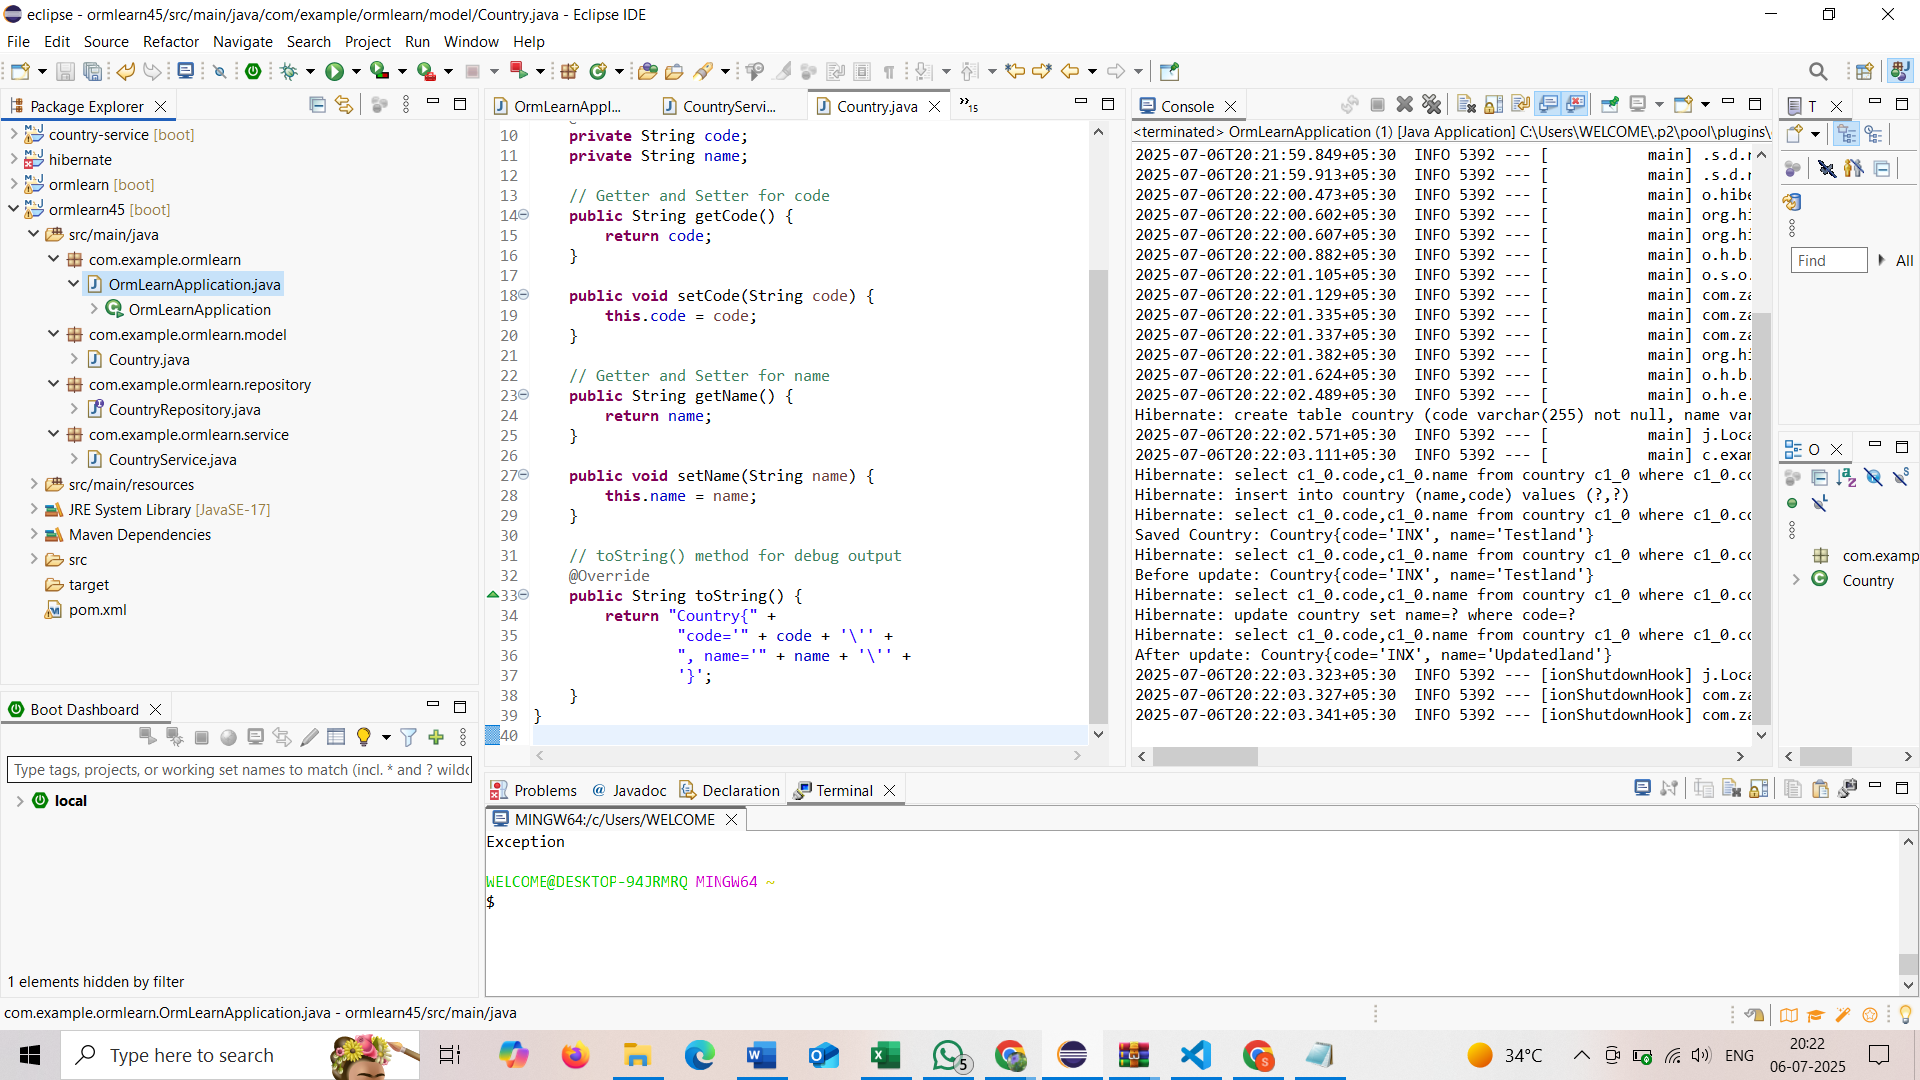 eclipse - ormlearn45/src/main/java/com/example/ormlearn/model/Country.java - Eclipse IDE
File Edit Source Refactor Navigate Search Project Run Window Help
Package Explorer
country-service [boot]
hibernate
ormlearn [boot]
ormlearn45 [boot]
src/main/java
com.example.ormlearn
OrmLearnApplication.java
OrmLearnApplication
com.example.ormlearn.model
Country.java
com.example.ormlearn.repository
CountryRepository.java
com.example.ormlearn.service
CountryService.java
src/main/resources
JRE System Library [JavaSE-17]
Maven Dependencies
src
target
pom.xml
Boot Dashboard
Type tags, projects, or working set names to match (incl. * and ? wildc
local
1 elements hidden by filter
OrmLearnAppl... CountryServi... Country.java »15
10 private String code;
11 private String name;
12
13 // Getter and Setter for code
14 public String getCode() {
15 return code;
16 }
17
18 public void setCode(String code) {
19 this.code = code;
20 }
21
22 // Getter and Setter for name
23 public String getName() {
24 return name;
25 }
26
27 public void setName(String name) {
28 this.name = name;
29 }
30
31 // toString() method for debug output
32 @Override
33 public String toString() {
34 return "Country{" +
35 "code='" + code + '\'' +
36 ", name='" + name + '\'' +
37 '}';
38 }
39 }
40
Console
<terminated> OrmLearnApplication (1) [Java Application] C:\Users\WELCOME\.p2\pool\plugins\
2025-07-06T20:21:59.849+05:30 INFO 5392 --- [ main] .s.d.r
2025-07-06T20:21:59.913+05:30 INFO 5392 --- [ main] .s.d.r
2025-07-06T20:22:00.473+05:30 INFO 5392 --- [ main] o.hibe
2025-07-06T20:22:00.602+05:30 INFO 5392 --- [ main] org.hi
2025-07-06T20:22:00.607+05:30 INFO 5392 --- [ main] org.hi
2025-07-06T20:22:00.882+05:30 INFO 5392 --- [ main] o.h.b.
2025-07-06T20:22:01.105+05:30 INFO 5392 --- [ main] o.s.o.
2025-07-06T20:22:01.129+05:30 INFO 5392 --- [ main] com.za
2025-07-06T20:22:01.335+05:30 INFO 5392 --- [ main] com.za
2025-07-06T20:22:01.337+05:30 INFO 5392 --- [ main] com.za
2025-07-06T20:22:01.382+05:30 INFO 5392 --- [ main] org.hi
2025-07-06T20:22:01.624+05:30 INFO 5392 --- [ main] o.h.b.
2025-07-06T20:22:02.489+05:30 INFO 5392 --- [ main] o.h.e.
Hibernate: create table country (code varchar(255) not null, name var
2025-07-06T20:22:02.571+05:30 INFO 5392 --- [ main] j.Loca
2025-07-06T20:22:03.111+05:30 INFO 5392 --- [ main] c.exam
Hibernate: select c1_0.code,c1_0.name from country c1_0 where c1_0.co
Hibernate: insert into country (name,code) values (?,?)
Hibernate: select c1_0.code,c1_0.name from country c1_0 where c1_0.co
Saved Country: Country{code='INX', name='Testland'}
Hibernate: select c1_0.code,c1_0.name from country c1_0 where c1_0.co
Before update: Country{code='INX', name='Testland'}
Hibernate: select c1_0.code,c1_0.name from country c1_0 where c1_0.co
Hibernate: update country set name=? where code=?
Hibernate: select c1_0.code,c1_0.name from country c1_0 where c1_0.co
After update: Country{code='INX', name='Updatedland'}
2025-07-06T20:22:03.323+05:30 INFO 5392 --- [ionShutdownHook] j.Loca
2025-07-06T20:22:03.327+05:30 INFO 5392 --- [ionShutdownHook] com.za
2025-07-06T20:22:03.341+05:30 INFO 5392 --- [ionShutdownHook] com.za
T
Find All
O
com.examp
Country
Problems Javadoc Declaration Terminal
MINGW64:/c/Users/WELCOME
Exception
WELCOME@DESKTOP-94JRMRQ MINGW64 ~
$
com.example.ormlearn.OrmLearnApplication.java - ormlearn45/src/main/java
Type here to search
5
34°C
ENG
20:22
06-07-2025